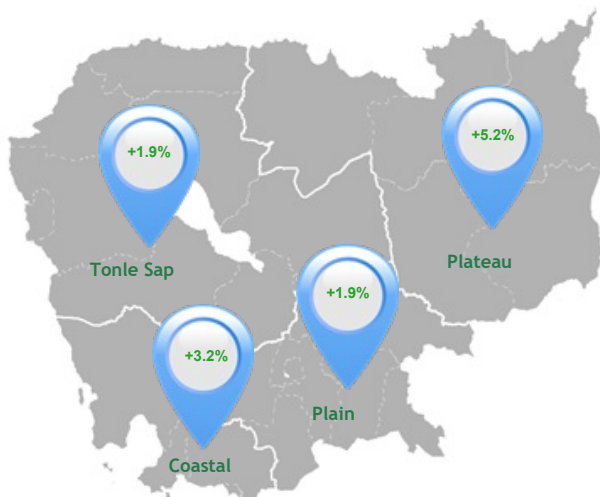 +5.2%
Plateau
+1.9%
Tonle Sap
+1.9%
Plain
+3.2%
Coastal